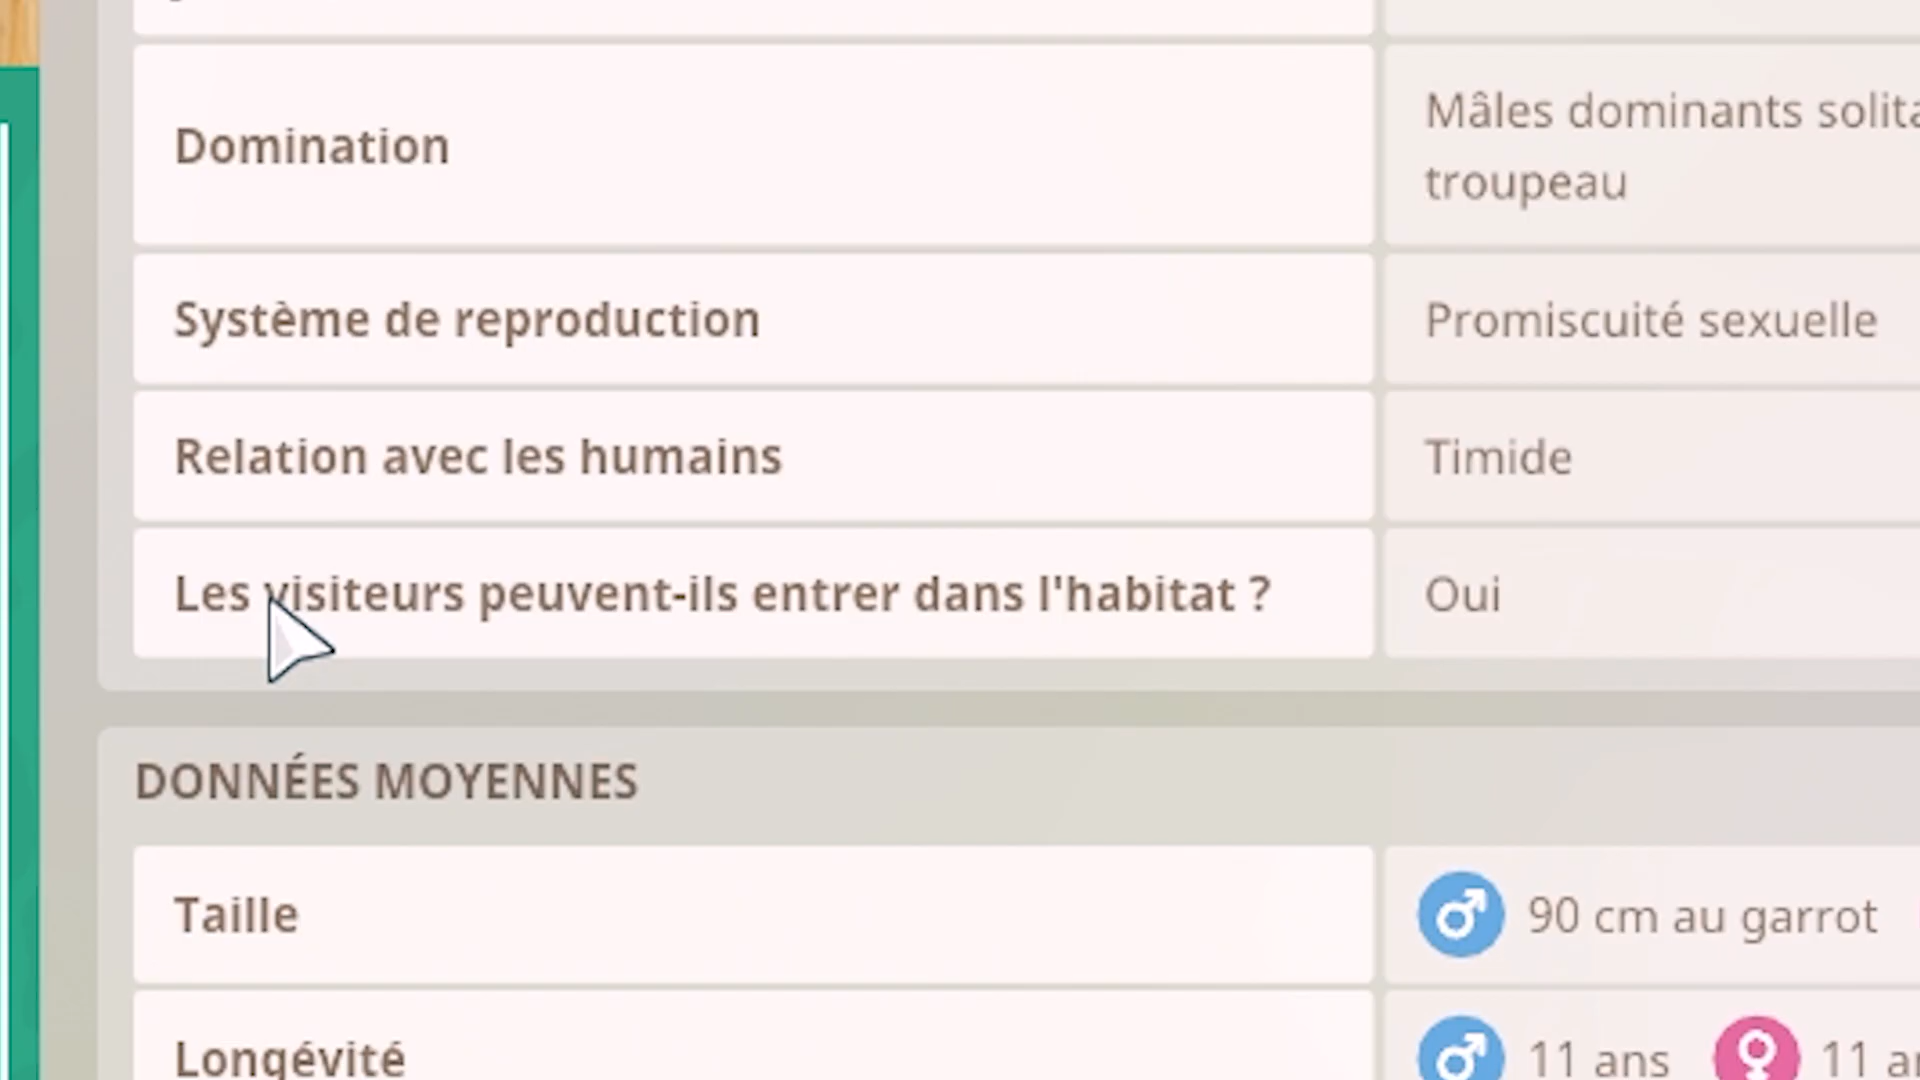 Domination
Mâles dominants
troupeau
Système de reproduction
Promiscuité sexuelle
Relation avec les humains
Timide
Les visiteurs peuvent-ils entrer dans l'habitat ?
Oui
DONNÉES MOYENNES
Taille
90 cm au garrot
Longévité
11 ans
11